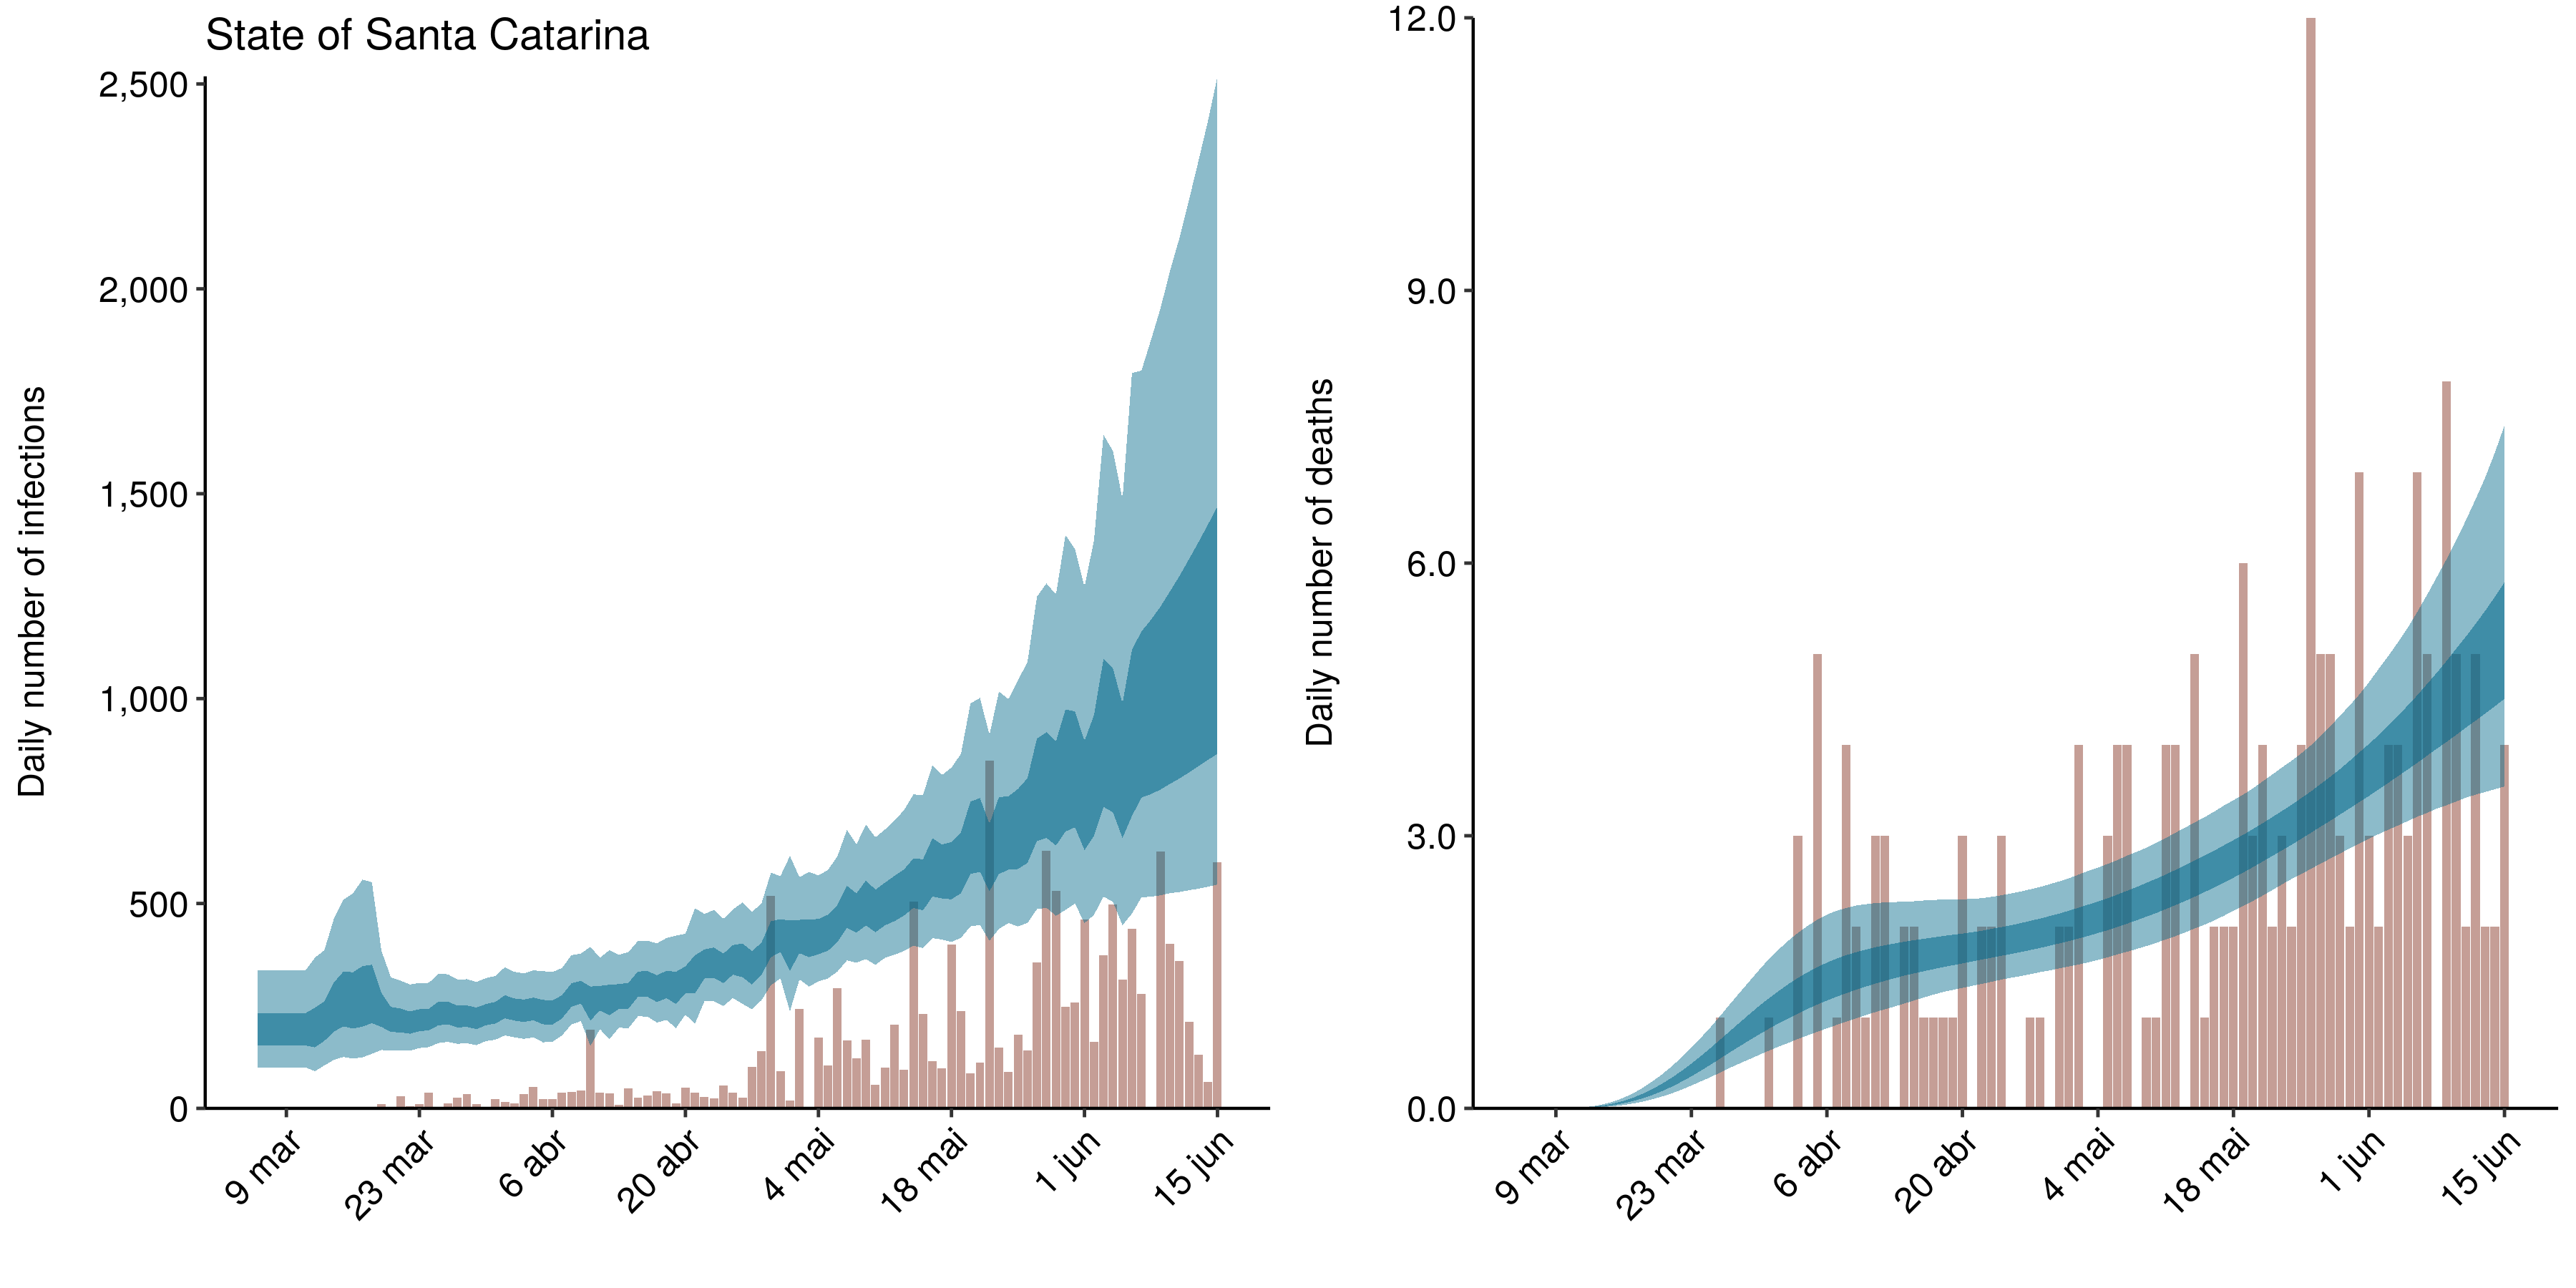 State of Santa Catarina
Daily number of infections
2,500
2,000
1,500
1,000
500
0
9 mar
23 mar
6 abr
20 abr
4 mai
18 mai
1 jun
15 jun
Daily number of deaths
12.0
9.0
6.0
3.0
0.0
9 mar
23 mar
6 abr
20 abr
4 mai
18 mai
1 jun
15 jun